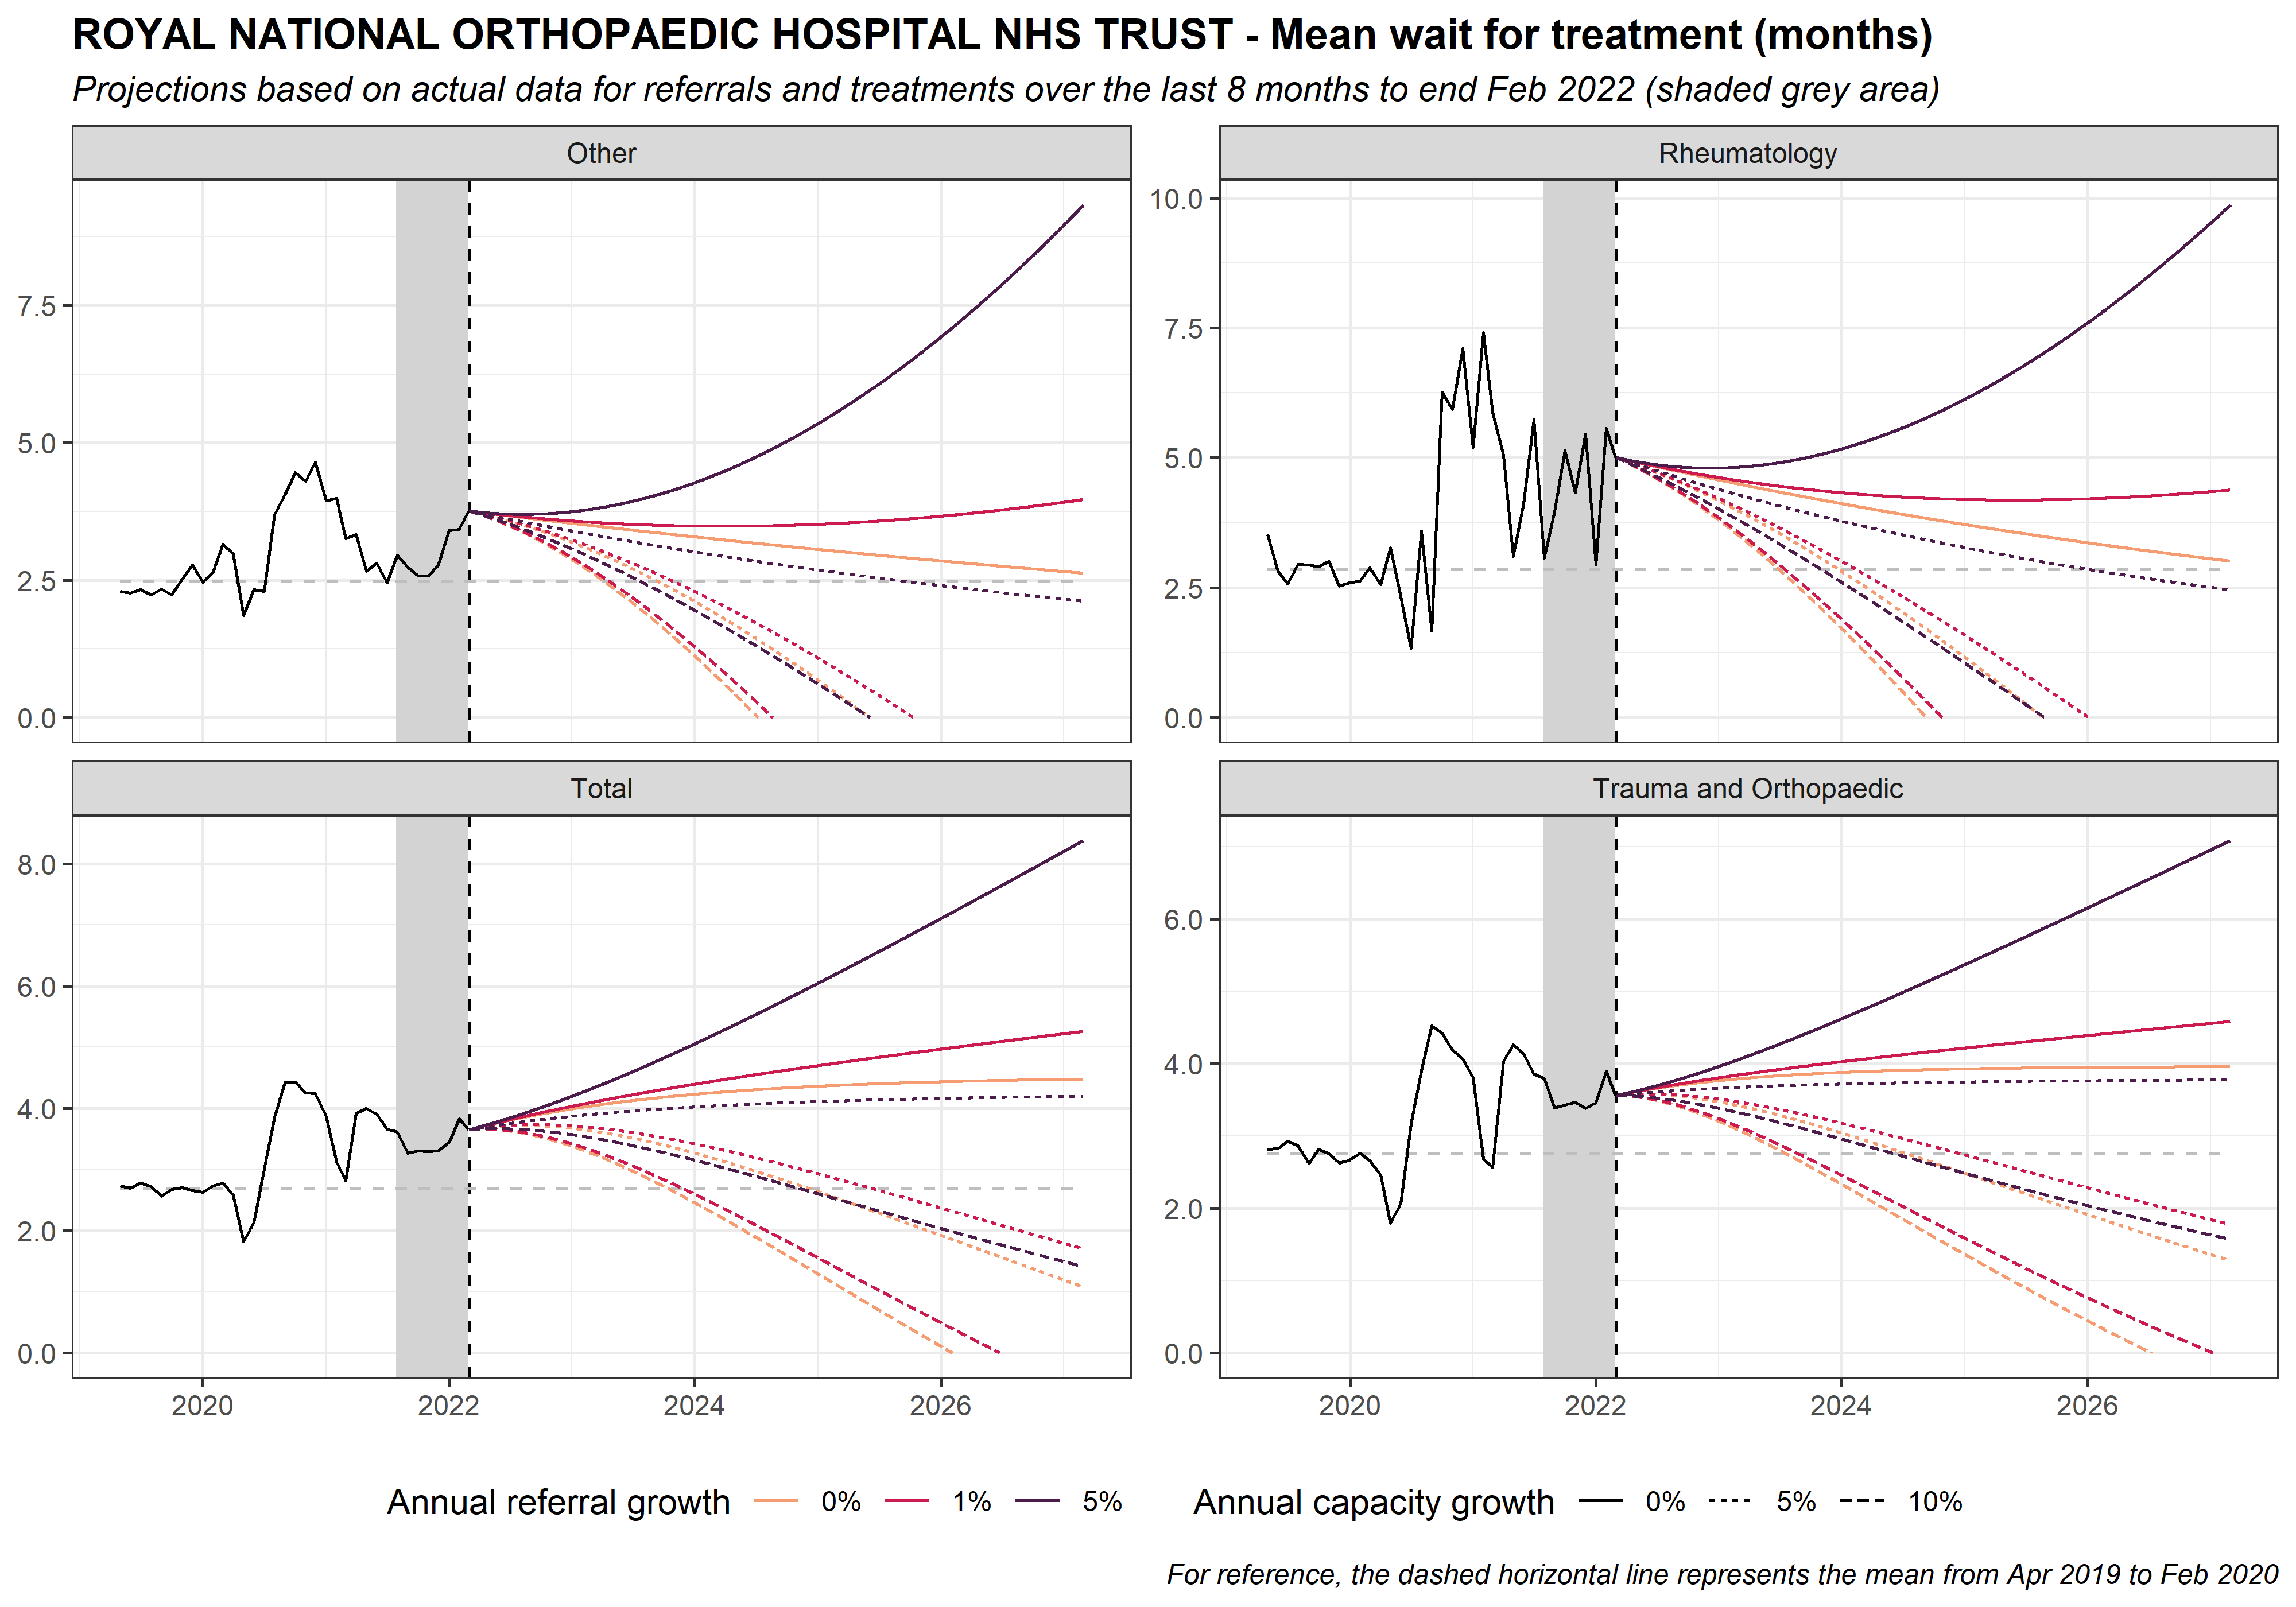 ROYAL NATIONAL ORTHOPAEDIC HOSPITAL NHS TRUST - Mean wait for treatment (months)
Projections based on actual data for referrals and treatments over the last 8 months to end Feb 2022 (shaded grey area)
Other
7.5
5.0
2.5
0.0
Rheumatology
10.0
7.5
5.0
2.5
0.0
Total
8.0
6.0
4.0
2.0
0.0
2020 2022 2024 2026
Trauma and Orthopaedic
6.0
4.0
2.0
0.0
2020 2022 2024 2026
Annual referral growth 0% 1% 5%
Annual capacity growth 0% 5% 10%
For reference, the dashed horizontal line represents the mean from Apr 2019 to Feb 2020